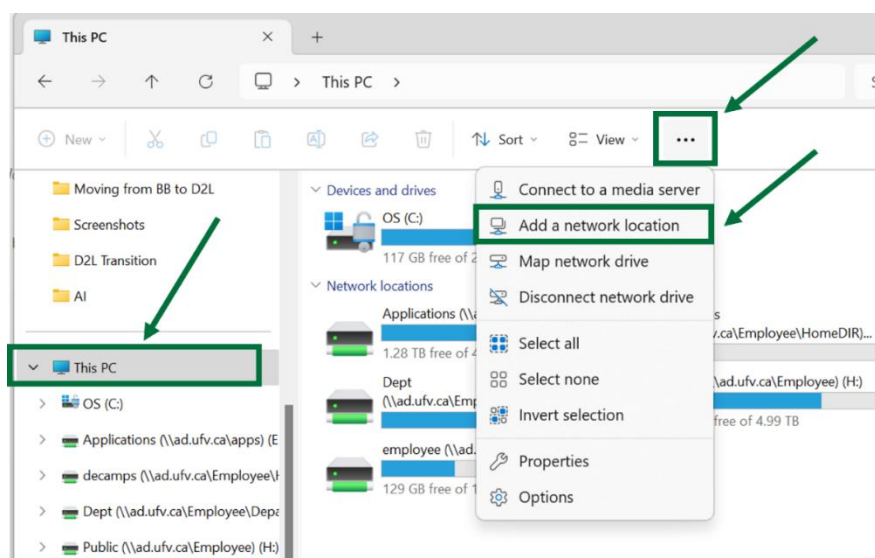 This PC
This PC >
New
Sort
View
...
Moving from BB to D2L
Screenshots
D2L Transition
AI
This PC
OS (C:)
Applications (\\ad.ufv.ca\apps) (E
decamps (\\ad.ufv.ca\Employee\
Dept (\\ad.ufv.ca\Employee\Depa
Public (\\ad.ufv.ca\Employee) (H:)
Devices and drives
OS (C:)
117 GB free of 2
Network locations
Applications (\\a
1.28 TB free of 4
Dept
(\\ad.ufv.ca\Emp
employee (\\ad.
129 GB free of 1
s
v.ca\Employee\HomeDIR)...
\ad.ufv.ca\Employee) (H:)
free of 4.99 TB
Connect to a media server
Add a network location
Map network drive
Disconnect network drive
Select all
Select none
Invert selection
Properties
Options